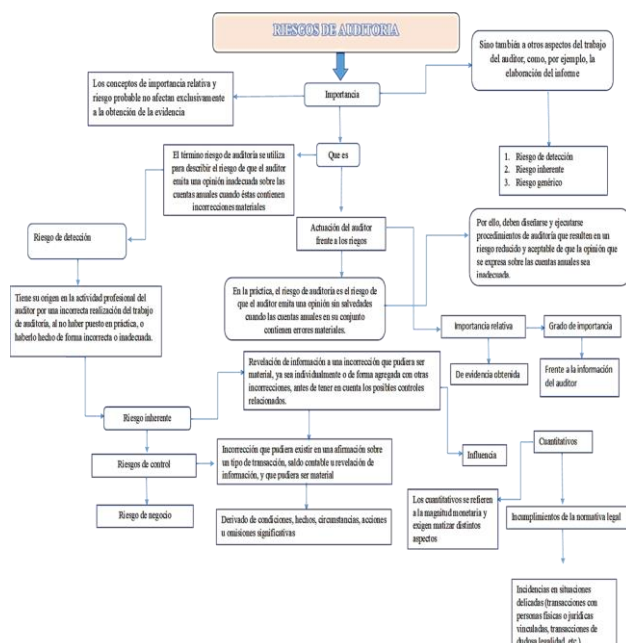 RIESGOS DE AUDITORIA
Sino también a otros aspectos del trabajo
del auditor, como, por ejemplo, la
elaboración del informe
Los conceptos de importancia relativa y
riesgo probable no afectan exclusivamente
a la obtención de la evidencia
Importancia
Que es
El término riesgo de auditoría se utiliza
para describir el riesgo de que el auditor
emita una opinión inadecuada sobre las
cuentas anuales cuando éstas contienen
incorrecciones materiales
1. Riesgo de detección
2. Riesgo inherente
3. Riesgo genérico
Actuación del auditor
frente a los riegos
Riesgo de detección
Por ello, deben diseñarse y ejecutarse
procedimientos de auditoría que resulten en un
riesgo reducido y aceptable de que la opinión que
se expresa sobre las cuentas anuales sea
inadecuada.
Tiene su origen en la actividad profesional del
auditor por una incorrecta realización del trabajo
de auditoría, al no haber puesto en práctica, o
haberlo hecho de forma incorrecta o inadecuada.
En la práctica, el riesgo de auditoría es el riesgo de
que el auditor emita una opinión sin salvedades
cuando las cuentas anuales en su conjunto
contienen errores materiales.
Importancia relativa
Grado de importancia
De evidencia obtenida
Frente a la información
del auditor
Revelación de información a una incorrección que pudiera ser
material, ya sea individualmente o de forma agregada con otras
incorrecciones, antes de tener en cuenta los posibles controles
relacionados.
Riesgo inherente
Riesgos de control
Riesgo de negocio
Incorrección que pudiera existir en una afirmación sobre
un tipo de transacción, saldo contable u revelación de
información, y que pudiera ser material
Influencia
Cuantitativos
Derivado de condiciones, hechos, circunstancias, acciones
u omisiones significativas
Los cuantitativos se refieren
a la magnitud monetaria y
exigen matizar distintos
aspectos
Incumplimientos de la normativa legal
Incidencias en situaciones
delicadas (transacciones con
personas físicas o jurídicas
vinculadas, transacciones de
dudosa legalidad, etc.)